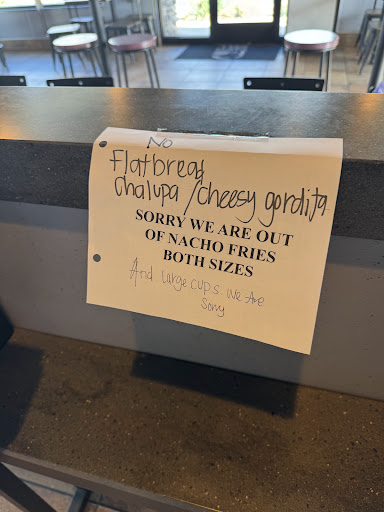 No
Flatbread
Chalupa / cheesy gordita
SORRY WE ARE OUT
OF NACHO FRIES
BOTH SIZES
And large cups we are
sorry